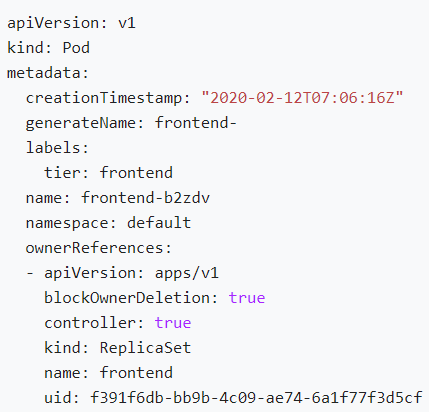 apiVersion: v1
kind: Pod
metadata:
  creationTimestamp: "2020-02-12T07:06:16Z"
  generateName: frontend-
  labels:
    tier: frontend
  name: frontend-b2zdv
  namespace: default
  ownerReferences:
  - apiVersion: apps/v1
    blockOwnerDeletion: true
    controller: true
    kind: ReplicaSet
    name: frontend
    uid: f391f6db-bb9b-4c09-ae74-6a1f77f3d5cf